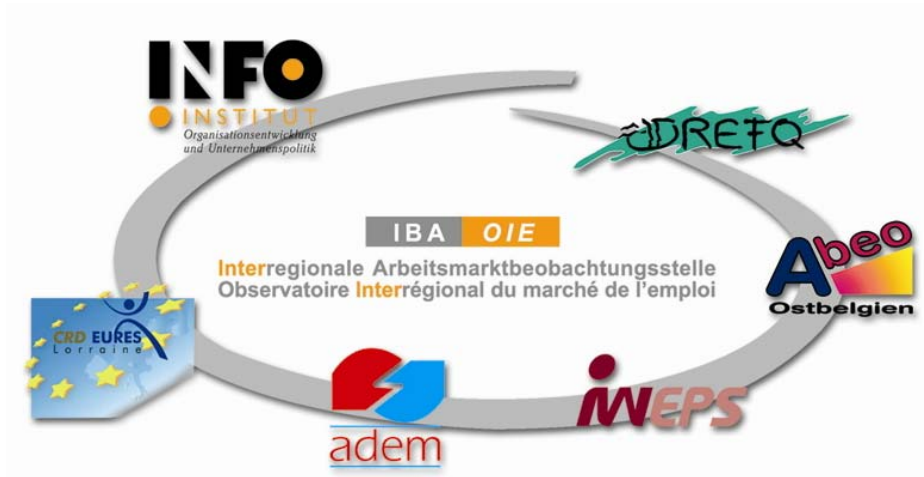 INFO
INSTITUT
Organisationsentwicklung
und Unternehmenspolitik
OREFQ
IBA OIE
Interregionale Arbeitsmarktbeobachtungsstelle
Observatoire Interrégional du marché de l'emploi
Abeo
Ostbelgien
CRD EURES
Lorraine
adem
iWEPS